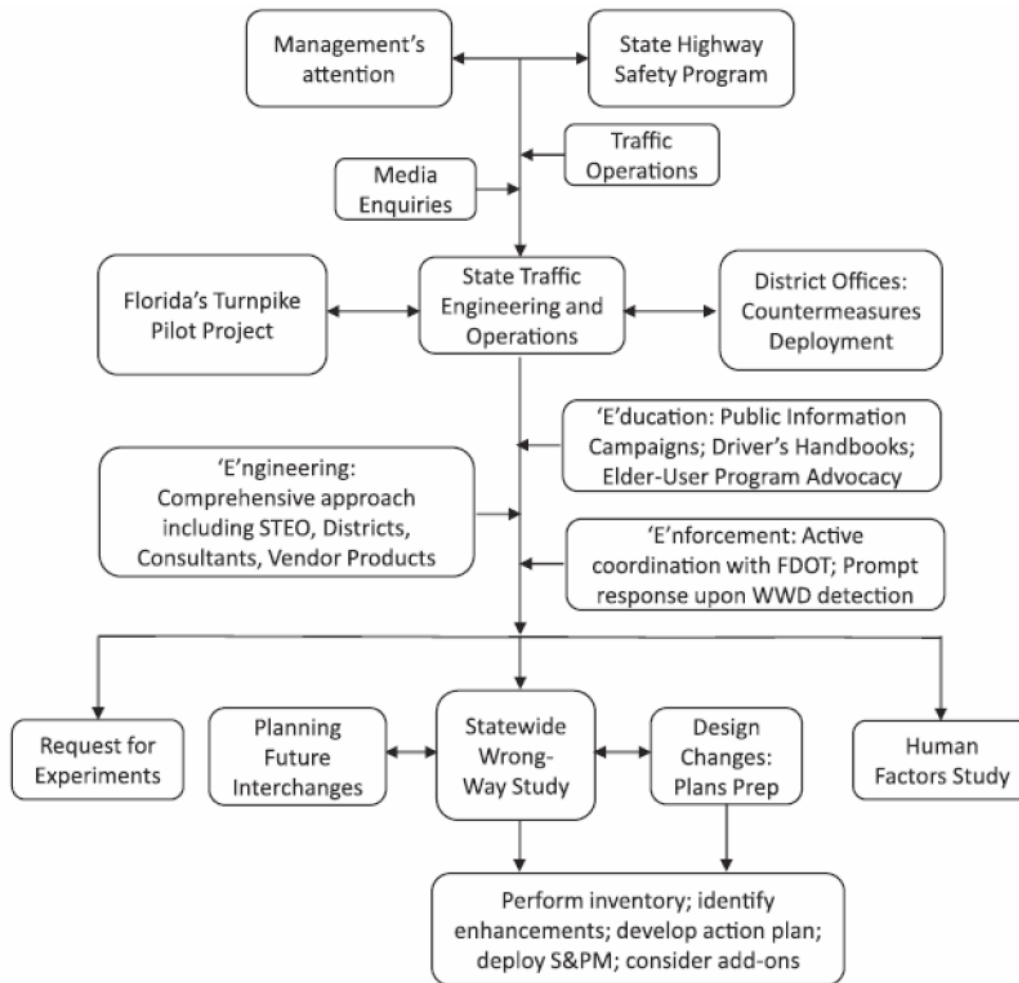 Management's
attention
State Highway
Safety Program
Traffic
Operations
Media
Enquiries
Florida's Turnpike
Pilot Project
State Traffic
Engineering and
Operations
District Offices:
Countermeasures
Deployment
'E'ducation: Public Information
Campaigns; Driver's Handbooks;
Elder-User Program Advocacy
'E'ngineering:
Comprehensive approach
including STEO, Districts,
Consultants, Vendor Products
'E'nforcement: Active
coordination with FDOT; Prompt
response upon WWD detection
Request for
Experiments
Planning
Future
Interchanges
Statewide
Wrong-
Way Study
Design
Changes:
Plans Prep
Human
Factors Study
Perform inventory; identify
enhancements; develop action plan;
deploy S&PM; consider add-ons